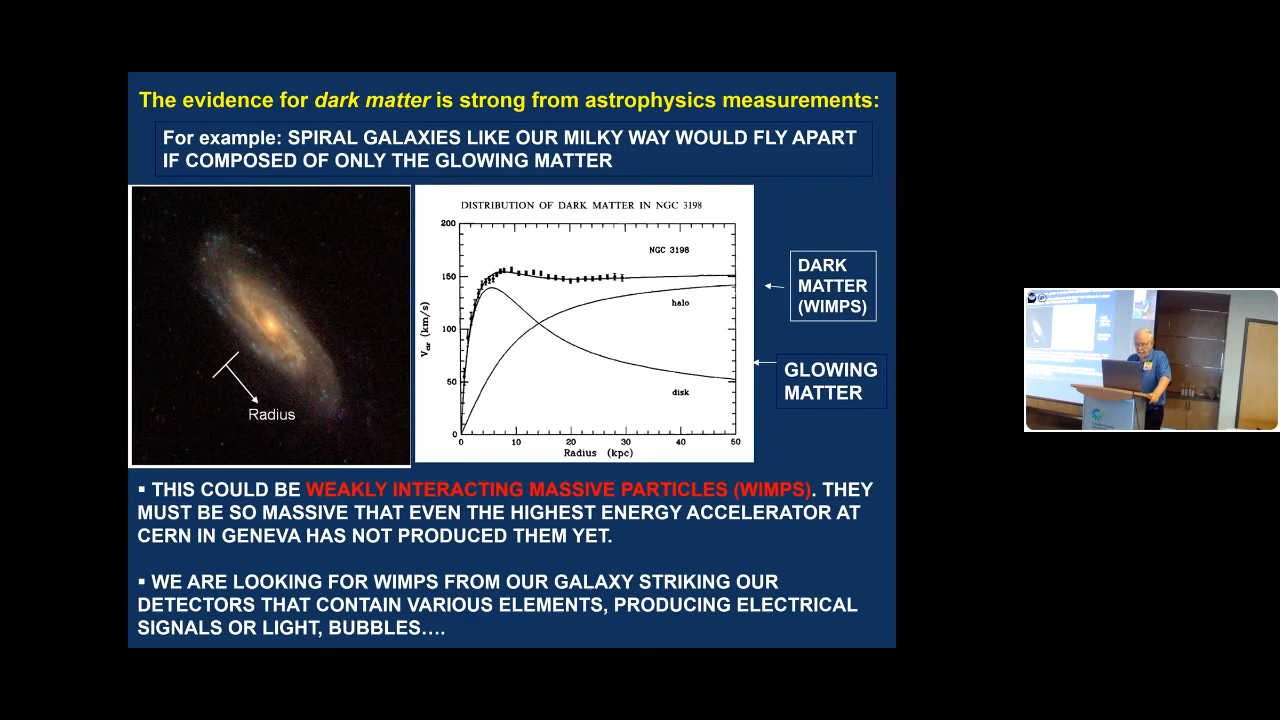 The evidence for dark matter is strong from astrophysics measurements:
For example: SPIRAL GALAXIES LIKE OUR MILKY WAY WOULD FLY APART
IF COMPOSED OF ONLY THE GLOWING MATTER
Radius
DISTRIBUTION OF DARK MATTER IN NGC 3198
200
150
100
50
0
V_cir (km/s)
NGC 3198
halo
disk
0 10 20 30 40 50
Radius (kpc)
DARK
MATTER
(WIMPS)
GLOWING
MATTER
▪ THIS COULD BE WEAKLY INTERACTING MASSIVE PARTICLES (WIMPS). THEY
MUST BE SO MASSIVE THAT EVEN THE HIGHEST ENERGY ACCELERATOR AT
CERN IN GENEVA HAS NOT PRODUCED THEM YET.
▪ WE ARE LOOKING FOR WIMPS FROM OUR GALAXY STRIKING OUR
DETECTORS THAT CONTAIN VARIOUS ELEMENTS, PRODUCING ELECTRICAL
SIGNALS OR LIGHT, BUBBLES….